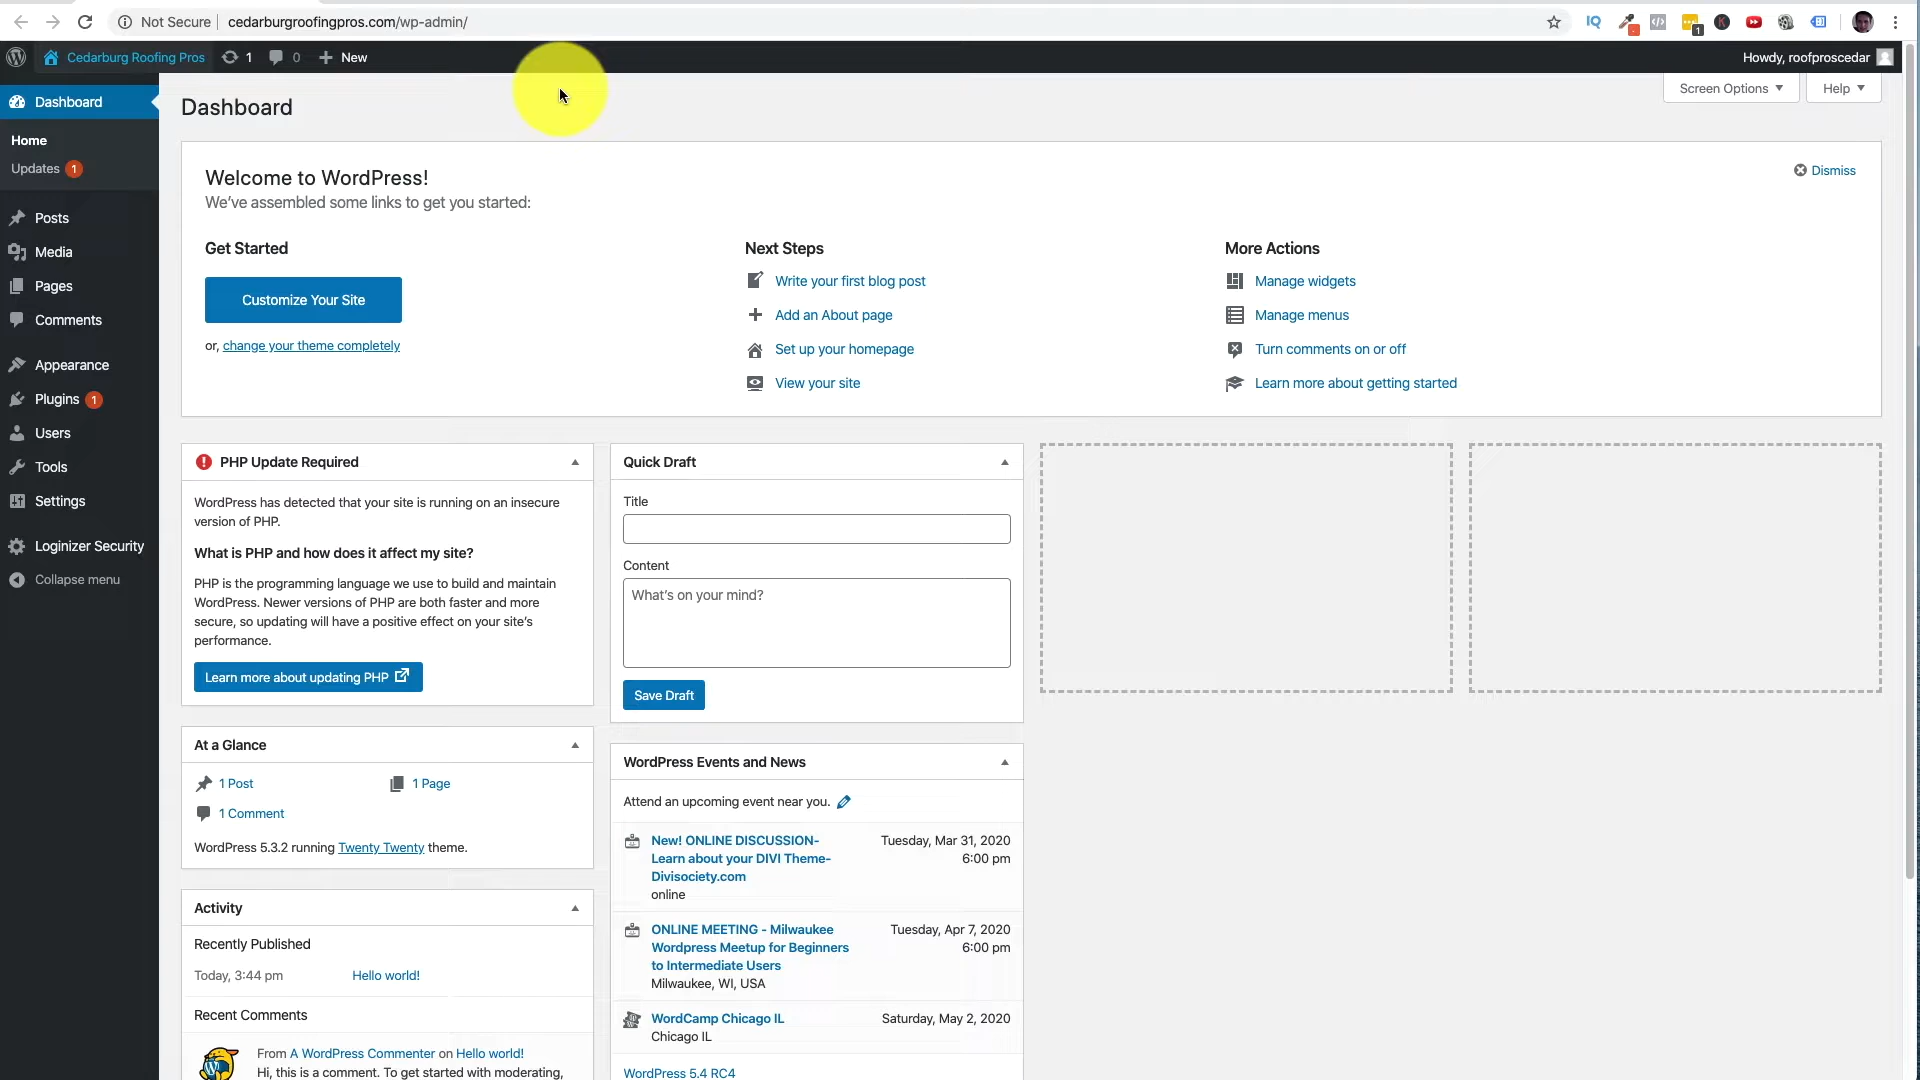 Not Secure | cedarburgroofingpros.com/wp-admin/
IQ
1
K
Cedarburg Roofing Pros 1 0 New
Howdy, roofproscedar
Screen Options
Help
Dashboard
Home
Updates 1
Posts
Media
Pages
Comments
Appearance
Plugins 1
Users
Tools
Settings
Loginizer Security
Collapse menu
Dashboard
Welcome to WordPress!
We've assembled some links to get you started:
Dismiss
Get Started
Customize Your Site
or, change your theme completely
Next Steps
Write your first blog post
Add an About page
Set up your homepage
View your site
More Actions
Manage widgets
Manage menus
Turn comments on or off
Learn more about getting started
PHP Update Required
WordPress has detected that your site is running on an insecure
version of PHP.
What is PHP and how does it affect my site?
PHP is the programming language we use to build and maintain
WordPress. Newer versions of PHP are both faster and more
secure, so updating will have a positive effect on your site's
performance.
Learn more about updating PHP
At a Glance
1 Post
1 Page
1 Comment
WordPress 5.3.2 running Twenty Twenty theme.
Activity
Recently Published
Today, 3:44 pm Hello world!
Recent Comments
From A WordPress Commenter on Hello world!
Hi, this is a comment. To get started with moderating,
Quick Draft
Title
Content
What's on your mind?
Save Draft
WordPress Events and News
Attend an upcoming event near you.
New! ONLINE DISCUSSION- Tuesday, Mar 31, 2020
Learn about your DIVI Theme- 6:00 pm
Divisociety.com
online
ONLINE MEETING - Milwaukee Tuesday, Apr 7, 2020
Wordpress Meetup for Beginners 6:00 pm
to Intermediate Users
Milwaukee, WI, USA
WordCamp Chicago IL Saturday, May 2, 2020
Chicago IL
WordPress 5.4 RC4